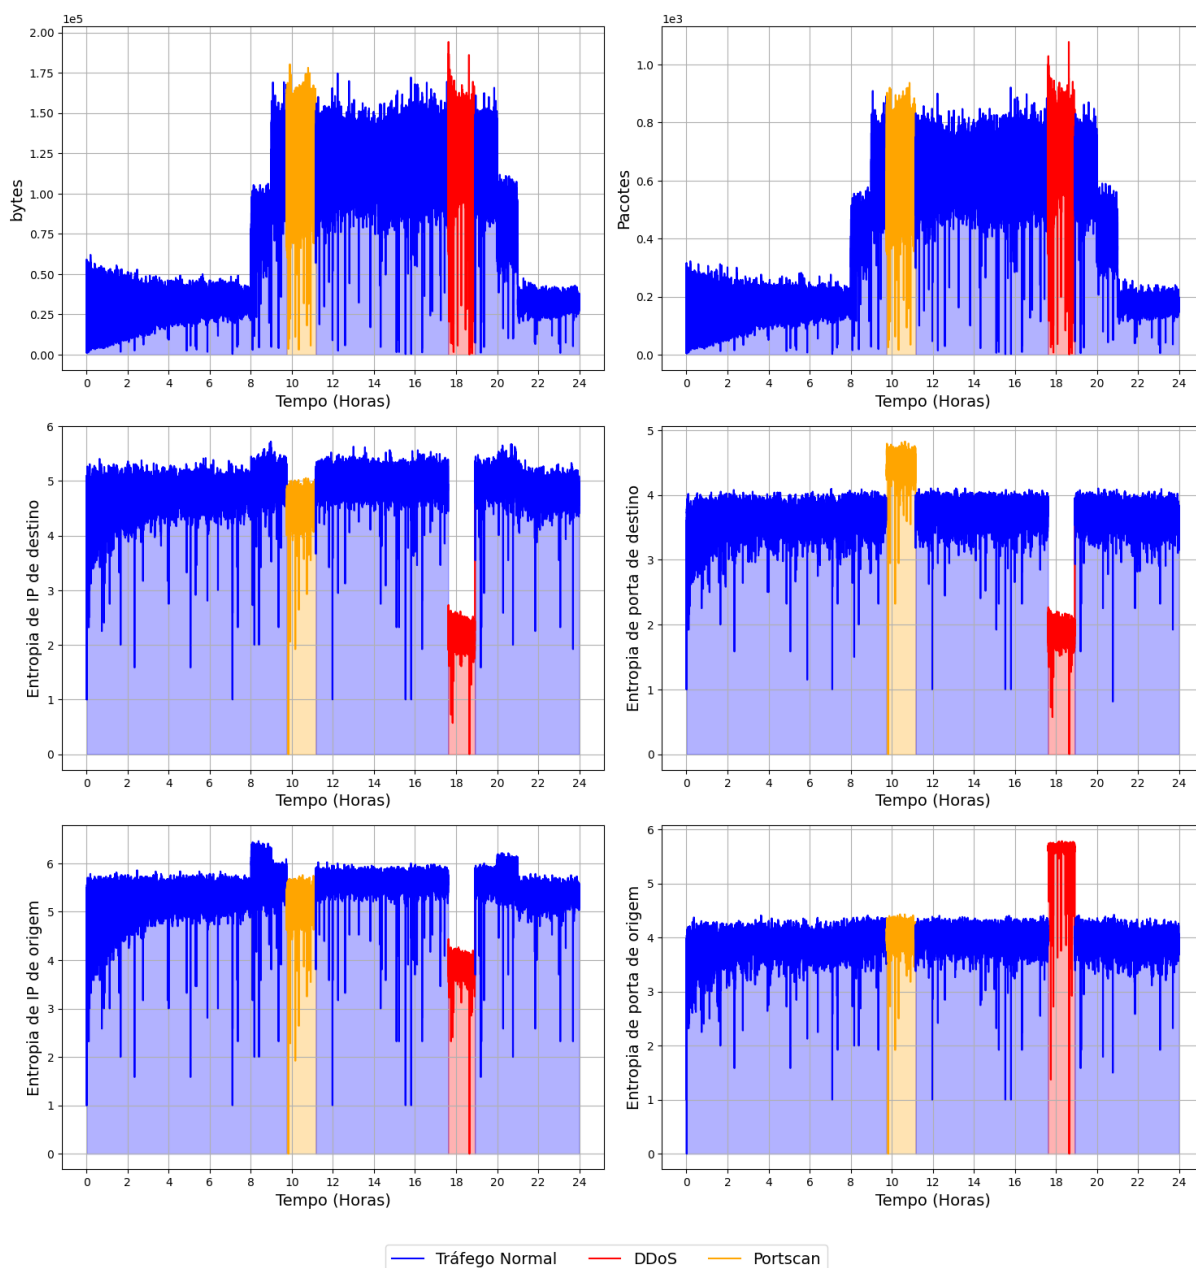 1e5
2.00
1.75
1.50
1.25
1.00
0.75
0.50
0.25
0.00
bytes
0 2 4 6 8 10 12 14 16 18 20 22 24
Tempo (Horas)
1e3
1.0
0.8
0.6
0.4
0.2
0.0
Pacotes
0 2 4 6 8 10 12 14 16 18 20 22 24
Tempo (Horas)
6
5
4
3
2
1
0
Entropia de IP de destino
0 2 4 6 8 10 12 14 16 18 20 22 24
Tempo (Horas)
5
4
3
2
1
0
Entropia de porta de destino
0 2 4 6 8 10 12 14 16 18 20 22 24
Tempo (Horas)
6
5
4
3
2
1
0
Entropia de IP de origem
0 2 4 6 8 10 12 14 16 18 20 22 24
Tempo (Horas)
6
5
4
3
2
1
0
Entropia de porta de origem
0 2 4 6 8 10 12 14 16 18 20 22 24
Tempo (Horas)
Tráfego Normal DDoS Portscan